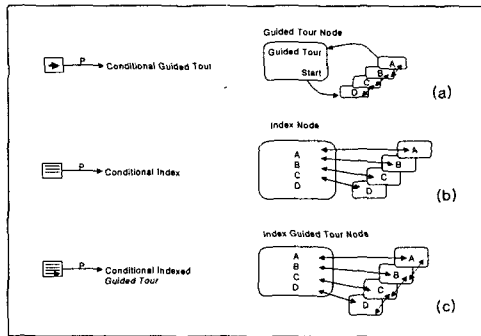 Guided Tour Node
Guided Tour
Start
A
B
C
D
P
Conditional Guided Tour
(a)
Index Node
A
B
C
D
A
B
C
D
P
Conditional Index
(b)
Index Guided Tour Node
A
B
C
D
A
B
C
D
P
Conditional Indexed
Guided Tour
(c)